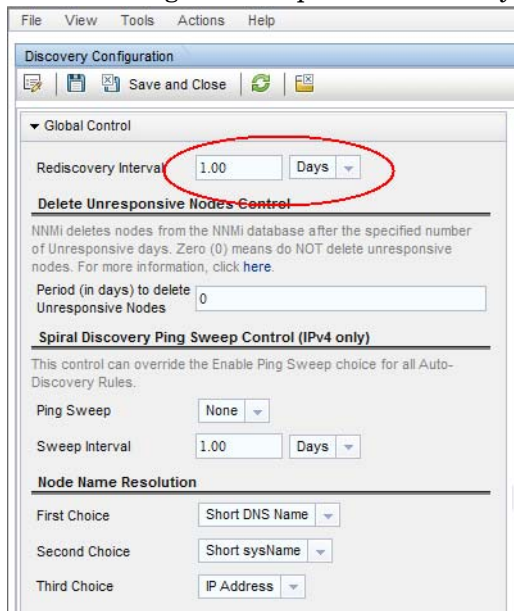 File View Tools Actions Help
Discovery Configuration
Save and Close
Global Control
Rediscovery Interval 1.00 Days
Delete Unresponsive Nodes Control
NNMi deletes nodes from the NNMi database after the specified number
of Unresponsive days. Zero (0) means do NOT delete unresponsive
nodes. For more information, click here.
Period (in days) to delete
Unresponsive Nodes 0
Spiral Discovery Ping Sweep Control (IPv4 only)
This control can override the Enable Ping Sweep choice for all Auto-
Discovery Rules.
Ping Sweep None
Sweep Interval 1.00 Days
Node Name Resolution
First Choice Short DNS Name
Second Choice Short sysName
Third Choice IP Address